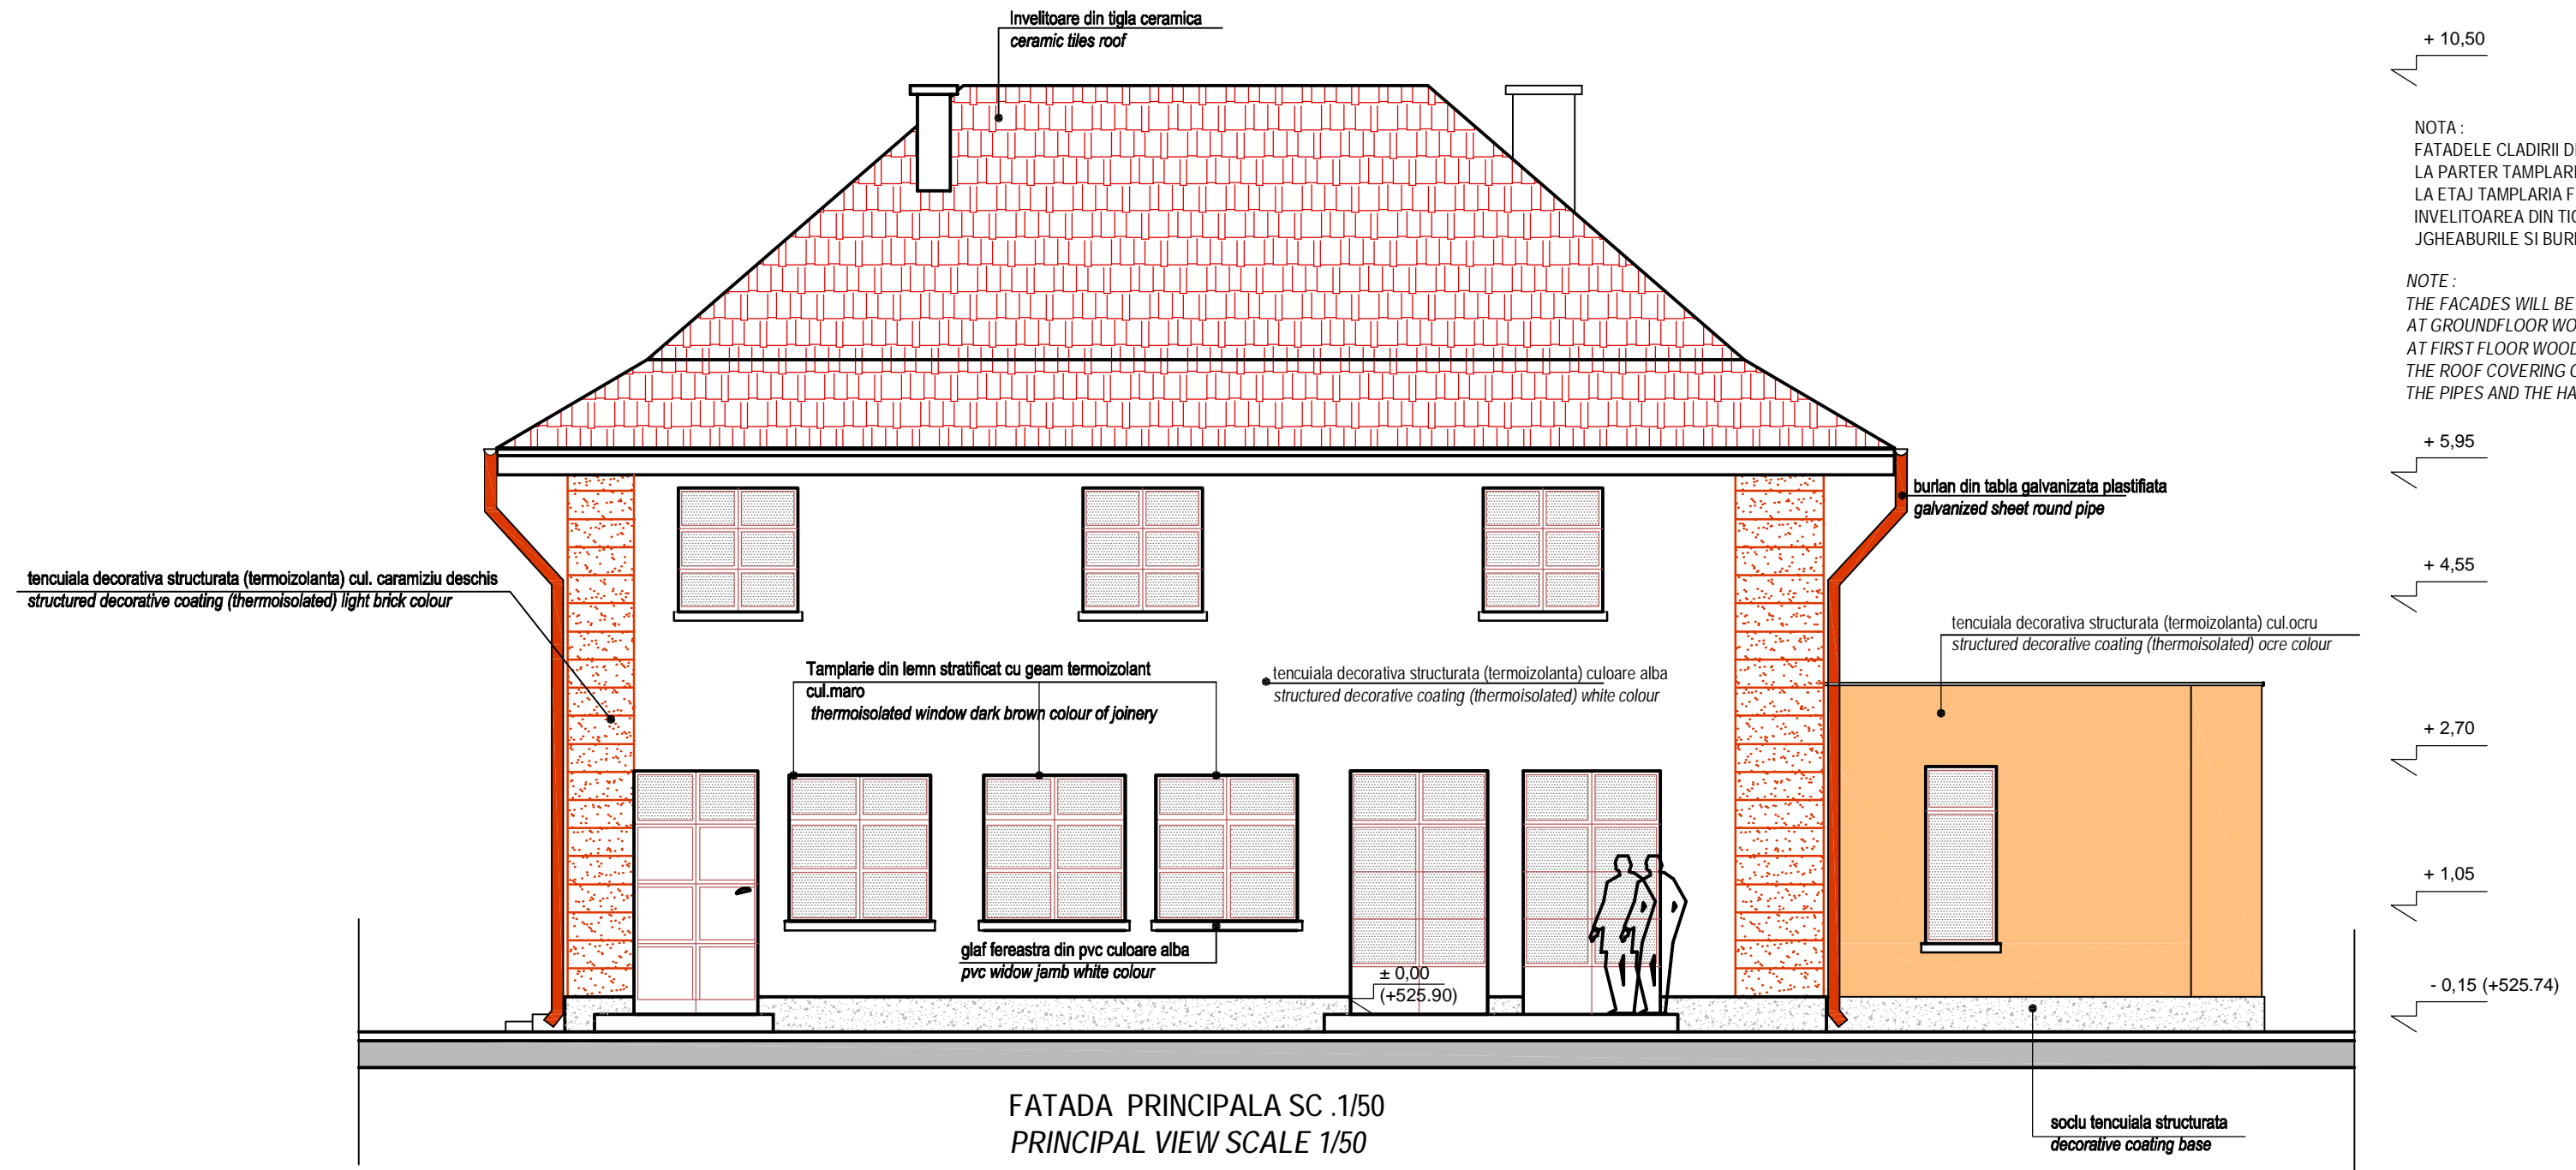 Invelitoare din tigla ceramica
ceramic tiles roof
+ 10,50
NOTA :
FATADELE CLADIRII
LA PARTER
LA ETAJ TAMPLARIA
INVELITOAREA DIN
JGHEABURILE SI
NOTE :
THE FACADES WILL BE
AT GROUNDFLOOR
AT FIRST FLOOR
THE ROOF COVERING
THE PIPES AND THE
+ 5,95
burlan din tabla galvanizata plastifiata
galvanized sheet round pipe
+ 4,55
tencuiala decorativa structurata (termoizolanta) cul. caramiziu deschis
structured decorative coating (thermoisolated) light brick colour
tencuiala decorativa structurata (termoizolanta) cul.ocru
structured decorative coating (thermoisolated) ocre colour
Tamplarie din lemn stratificat cu geam termoizolant
cul.maro
thermoisolated window dark brown colour of joinery
tencuiala decorativa structurata (termoizolanta) culoare alba
structured decorative coating (thermoisolated) white colour
+ 2,70
+ 1,05
glaf fereastra din pvc culoare alba
pvc widow jamb white colour
± 0,00
(+525.90)
- 0,15 (+525.74)
FATADA PRINCIPALA SC .1/50
PRINCIPAL VIEW SCALE 1/50
soclu tencuiala structurata
decorative coating base